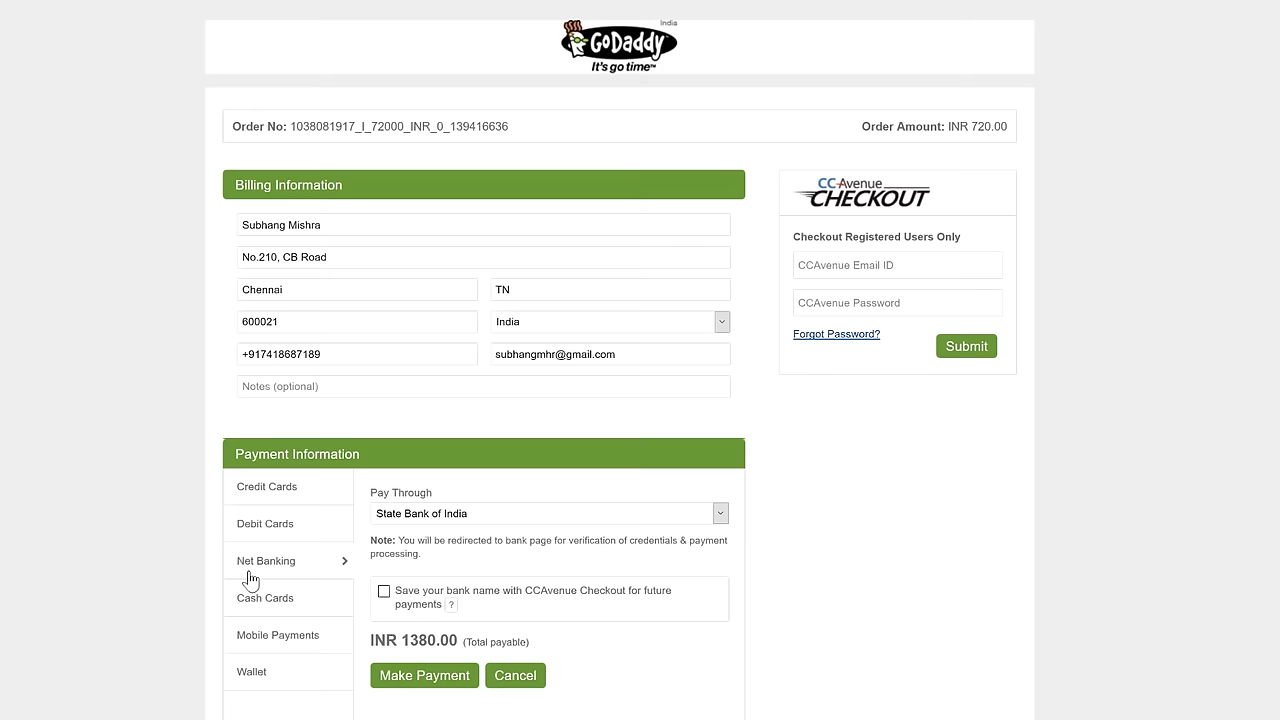 India
GoDaddy
It's go time™
Order No: 1038081917_I_72000_INR_0_139416636
Order Amount: INR 720.00
Billing Information
Subhang Mishra
No.210, CB Road
Chennai
TN
600021
India
+917418687189
subhangmhr@gmail.com
Notes (optional)
CC-Avenue
CHECKOUT
Checkout Registered Users Only
CCAvenue Email ID
CCAvenue Password
Forgot Password?
Submit
Payment Information
Credit Cards
Debit Cards
Net Banking
Cash Cards
Mobile Payments
Wallet
Pay Through
State Bank of India
Note: You will be redirected to bank page for verification of credentials & payment
processing.
Save your bank name with CCAvenue Checkout for future
payments ?
INR 1380.00 (Total payable)
Make Payment
Cancel